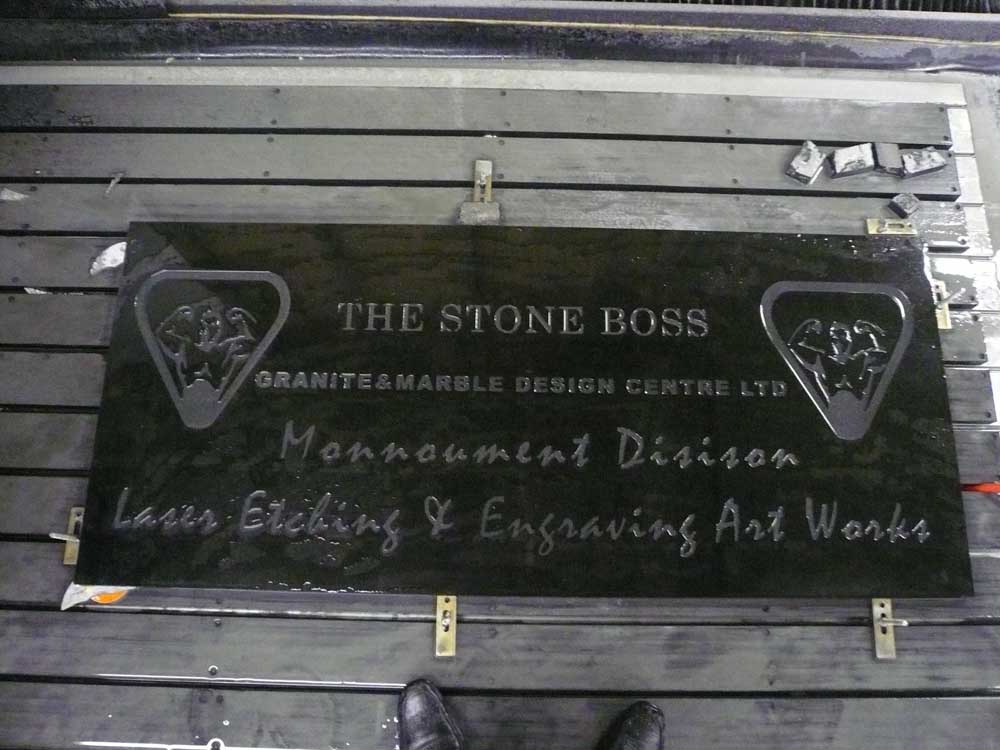 THE STONE BOSS
GRANITE&MARBLE DESIGN CENTRE LTD
Monnoument Disison
Laser Etching & Engraving Art Works